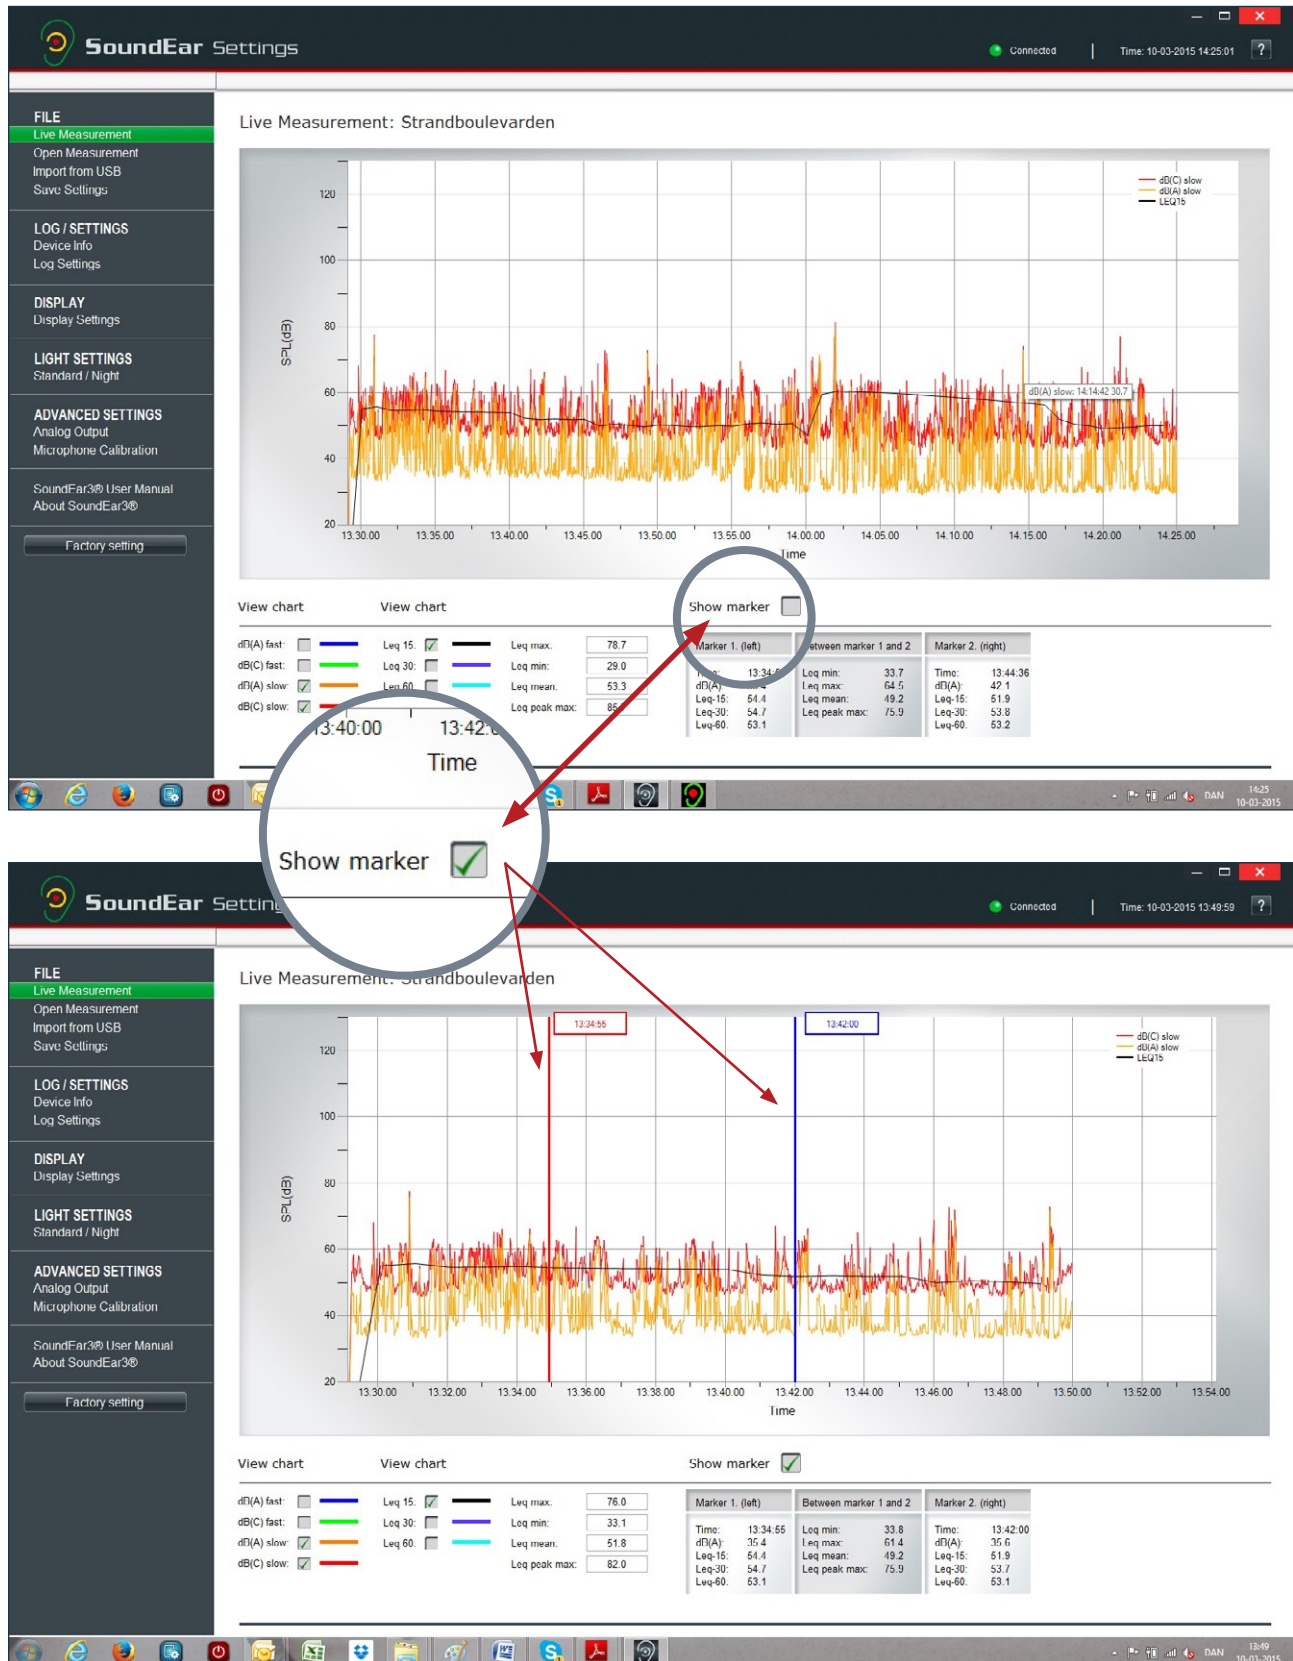 SoundEar Settings
Connected | Time: 10-03-2015 14:25:01 ?
FILE
Live Measurement
Open Measurement
Import from USB
Save Settings
LOG / SETTINGS
Device Info
Log Settings
DISPLAY
Display Settings
LIGHT SETTINGS
Standard / Night
ADVANCED SETTINGS
Analog Output
Microphone Calibration
SoundEar3® User Manual
About SoundEar3®
Factory setting
Live Measurement: Strandboulevarden
dB(C) slow
dB(A) slow
LEQ15
120
100
80
60
40
20
SPL(dB)
dB(A) slow: 14:14:42 30.7
13.30.00 13.35.00 13.40.00 13.45.00 13.50.00 13.55.00 14.00.00 14.05.00 14.10.00 14.15.00 14.20.00 14.25.00
Time
View chart View chart Show marker
dB(A) fast: Leq 15: Leq max: 78.7
dB(C) fast: Leq 30: Leq min: 29.0
dB(A) slow: Leq 60: Leq mean: 53.3
dB(C) slow: Leq peak max:
Marker 1. (left) Between marker 1 and 2 Marker 2. (right)
Time: Leq min: 33.7 Time: 13:44:36
dB(A): Leq max: 64.5 dB(A): 42.1
Leq-15: 54.4 Leq mean: 49.2 Leq-15: 51.9
Leq-30: 54.7 Leq peak max: 75.9 Leq-30: 53.8
Leq-60: 53.1 Leq-60: 53.2
13:40:00
Time
Show marker
DAN 14:25
10-03-2015
SoundEar
Connected | Time: 10-03-2015 13:49:59 ?
FILE
Live Measurement
Open Measurement
Import from USB
Save Settings
LOG / SETTINGS
Device Info
Log Settings
DISPLAY
Display Settings
LIGHT SETTINGS
Standard / Night
ADVANCED SETTINGS
Analog Output
Microphone Calibration
SoundEar3® User Manual
About SoundEar3®
Factory setting
Live Measurement: Strandboulevarden
13:34:55 13:42:00
dB(C) slow
dB(A) slow
LEQ15
120
100
80
60
40
20
SPL(dB)
13.30.00 13.32.00 13.34.00 13.36.00 13.38.00 13.40.00 13.42.00 13.44.00 13.46.00 13.48.00 13.50.00 13.52.00 13.54.00
Time
View chart View chart Show marker
dB(A) fast: Leq 15: Leq max: 76.0
dB(C) fast: Leq 30: Leq min: 33.1
dB(A) slow: Leq 60: Leq mean: 51.8
dB(C) slow: Leq peak max: 82.0
Marker 1. (left) Between marker 1 and 2 Marker 2. (right)
Time: 13:34:55 Leq min: 33.8 Time: 13:42:00
dB(A): 35.4 Leq max: 61.4 dB(A): 35.6
Leq-15: 54.4 Leq mean: 49.2 Leq-15: 51.9
Leq-30: 54.7 Leq peak max: 75.9 Leq-30: 53.7
Leq-60: 53.1 Leq-60: 53.1
DAN 13:49
10-03-2015